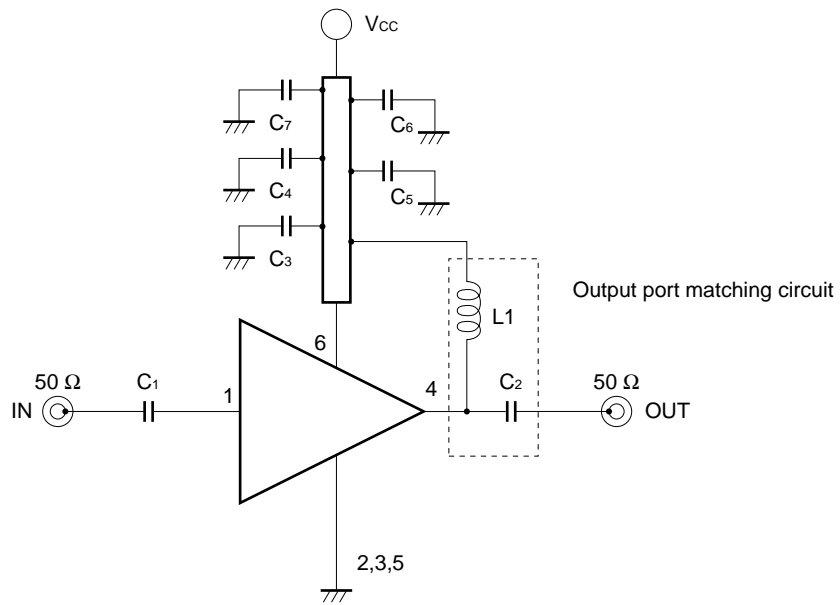 VCC
C7
C6
C4
C5
C3
L1
Output port matching circuit
6
50 Ω
C1
1
4
C2
50 Ω
IN
OUT
2,3,5